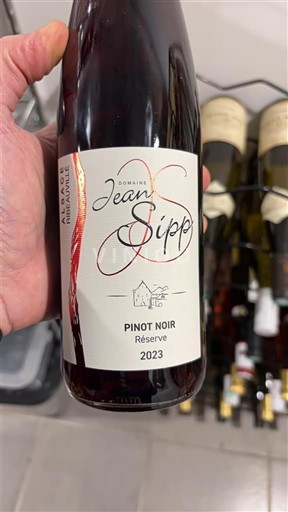 DOMAINE
Jean
Sipp
ALSACE
RIBEAUVILLÉ
PINOT NOIR
Réserve
2023